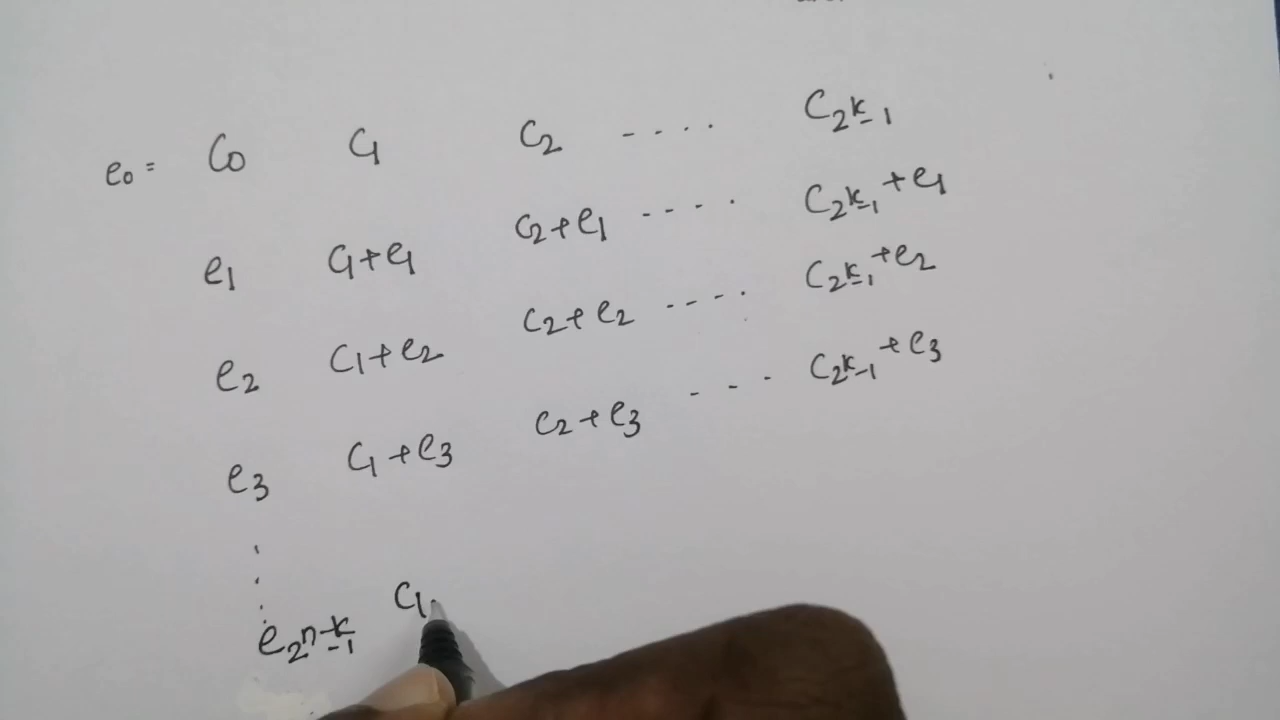 e₀ = C₀ C₁ C₂ - - · · C₂ᵏ₋₁
e₁ C₁+e₁ C₂+e₁ - - - · C₂ᵏ₋₁+e₁
e₂ C₁+e₂ C₂+e₂ - - - · C₂ᵏ₋₁+e₂
e₃ C₁+e₃ C₂+e₃ - - - C₂ᵏ₋₁+e₃
e₂ⁿ⁻ᵏ₋₁ C₁